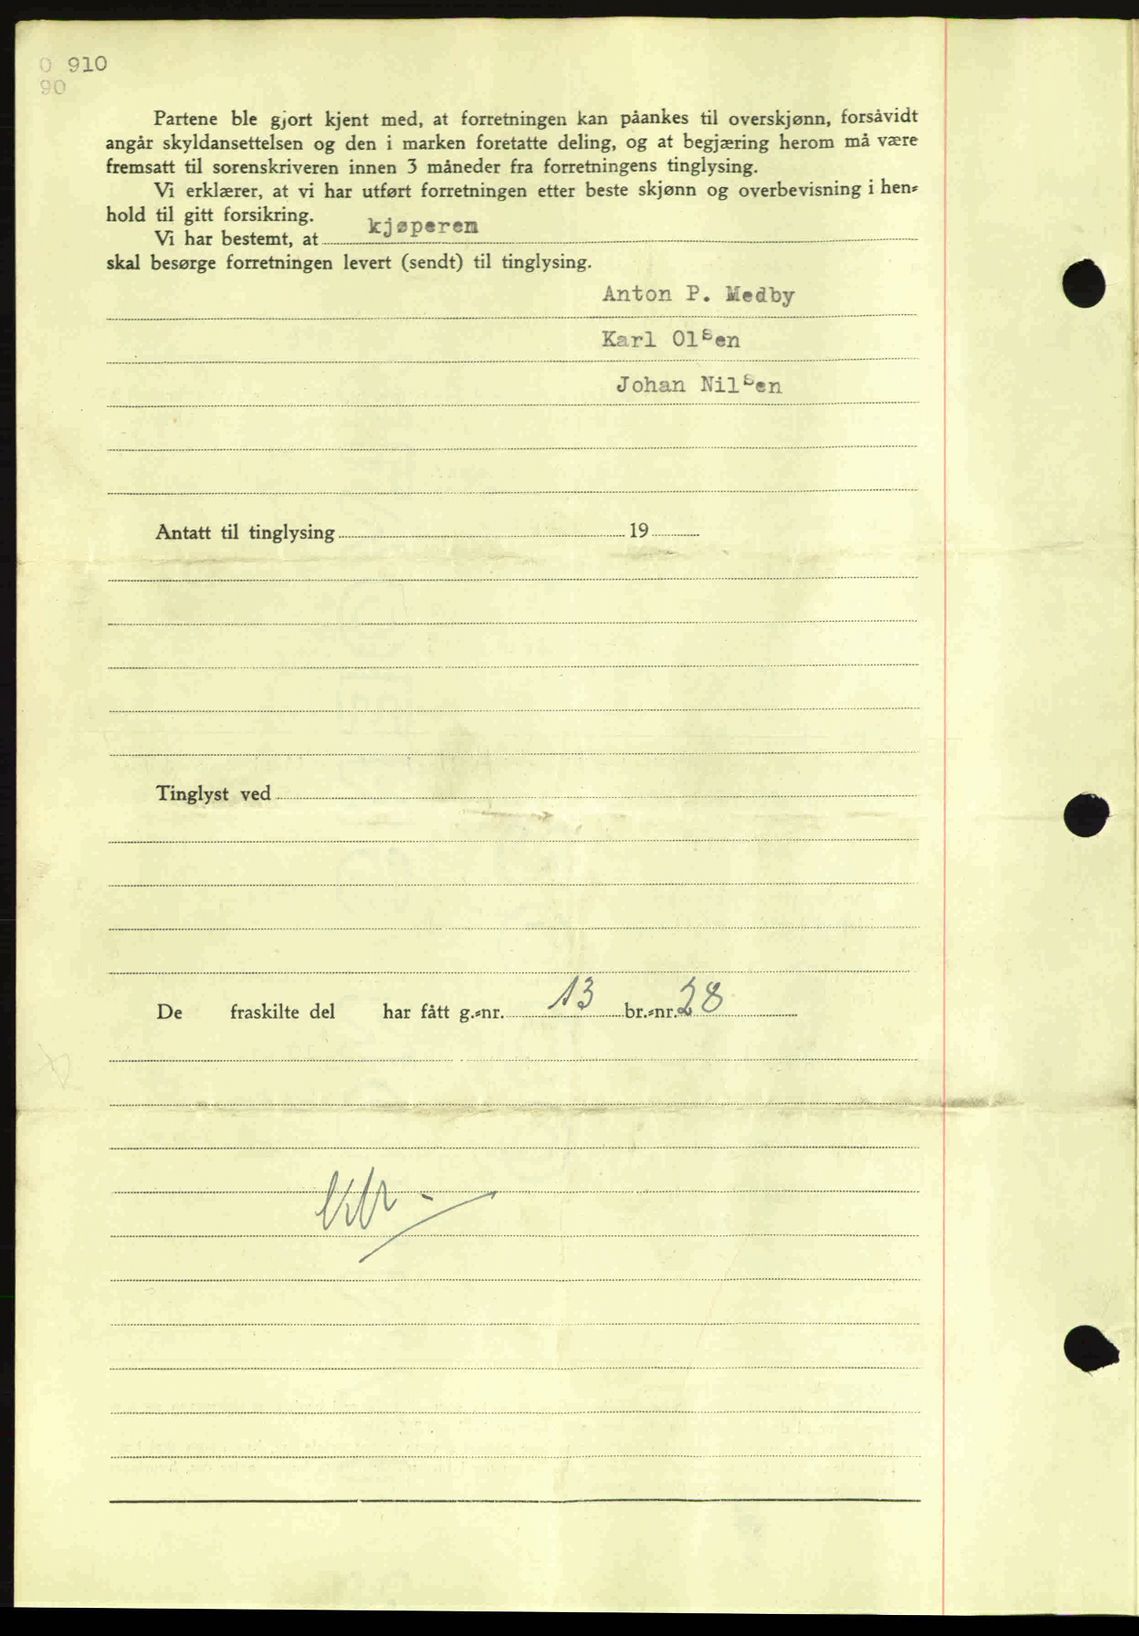 0 910
90
Partene ble gjort kjent med, at forretningen kan påankes til overskjønn, forsåvidt
angår skyldansettelsen og den i marken foretatte deling, og at begjæring herom må være
fremsatt til sorenskriveren innen 3 måneder fra forretningens tinglysing.
Vi erklærer, at vi har utført forretningen etter beste skjønn og overbevisning i hen-
hold til gitt forsikring.
Vi har bestemt, at kjøperen
skal besørge forretningen levert (sendt) til tinglysing.
Anton P. Medby
Karl Olsen
Johan Nilsen
Antatt til tinglysing 19
Tinglyst ved
De fraskilte del har fått g.-nr. 13 br.-nr. 28